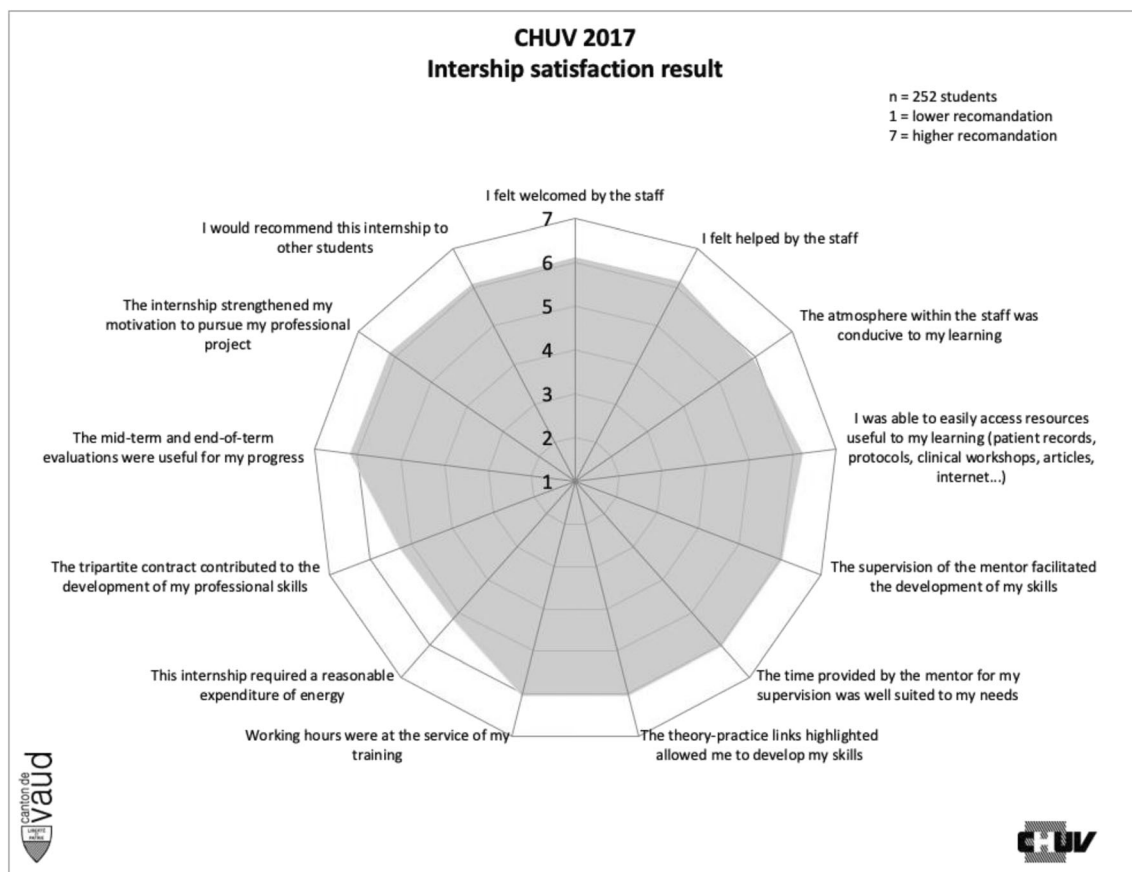 CHUV 2017
Intership satisfaction result
n = 252 students
1 = lower recomandation
7 = higher recomandation
I felt welcomed by the staff
I would recommend this internship to
other students
I felt helped by the staff
The internship strengthened my
motivation to pursue my professional
project
The atmosphere within the staff was
conducive to my learning
The mid-term and end-of-term
evaluations were useful for my progress
I was able to easily access resources
useful to my learning (patient records,
protocols, clinical workshops, articles,
internet...)
The tripartite contract contributed to the
development of my professional skills
The supervision of the mentor facilitated
the development of my skills
This internship required a reasonable
expenditure of energy
The time provided by the mentor for my
supervision was well suited to my needs
Working hours were at the service of my
training
The theory-practice links highlighted
allowed me to develop my skills
7
6
5
4
3
2
1
canton de
vaud
LIBERTÉ
ET
PATRIE
CHUV